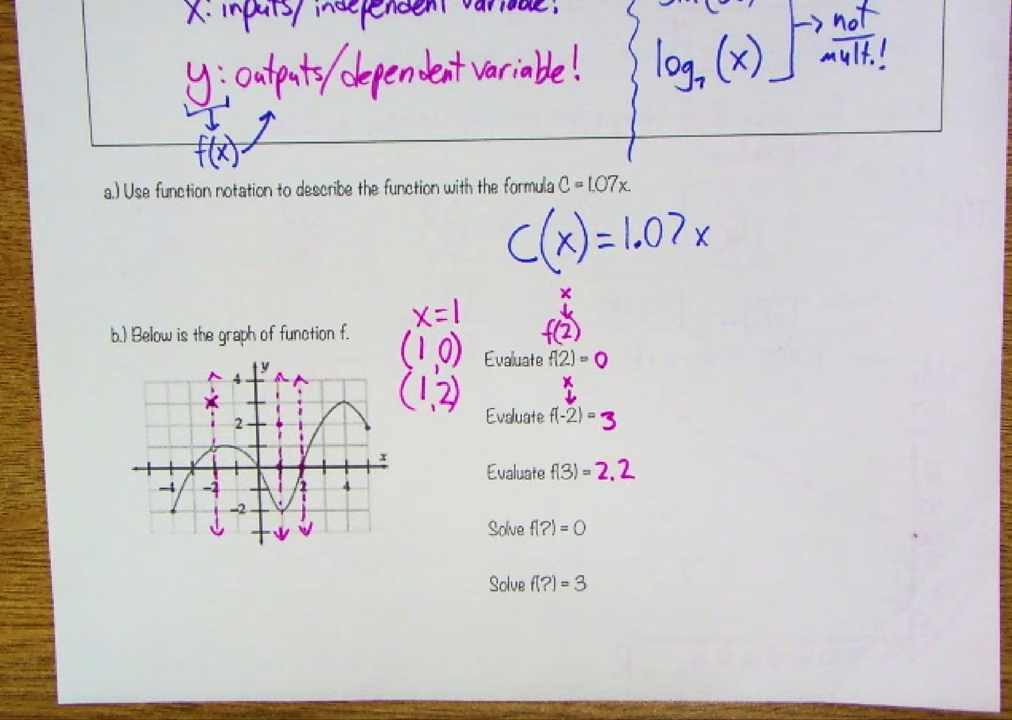 x: inputs/independent variable!
y: outputs/dependent variable!
f(x)
log₇(x)
→ not
mult.!
a.) Use function notation to describe the function with the formula C = 1.07x.
C(x)=1.07x
b.) Below is the graph of function f.
x=1
(1,0)
(1,2)
x
f(2)
Evaluate f(2) = 0
x
Evaluate f(-2) = 3
Evaluate f(3) = 2.2
Solve f(?) = 0
Solve f(?) = 3
y
4
2
x
-4
-2
2
4
-2